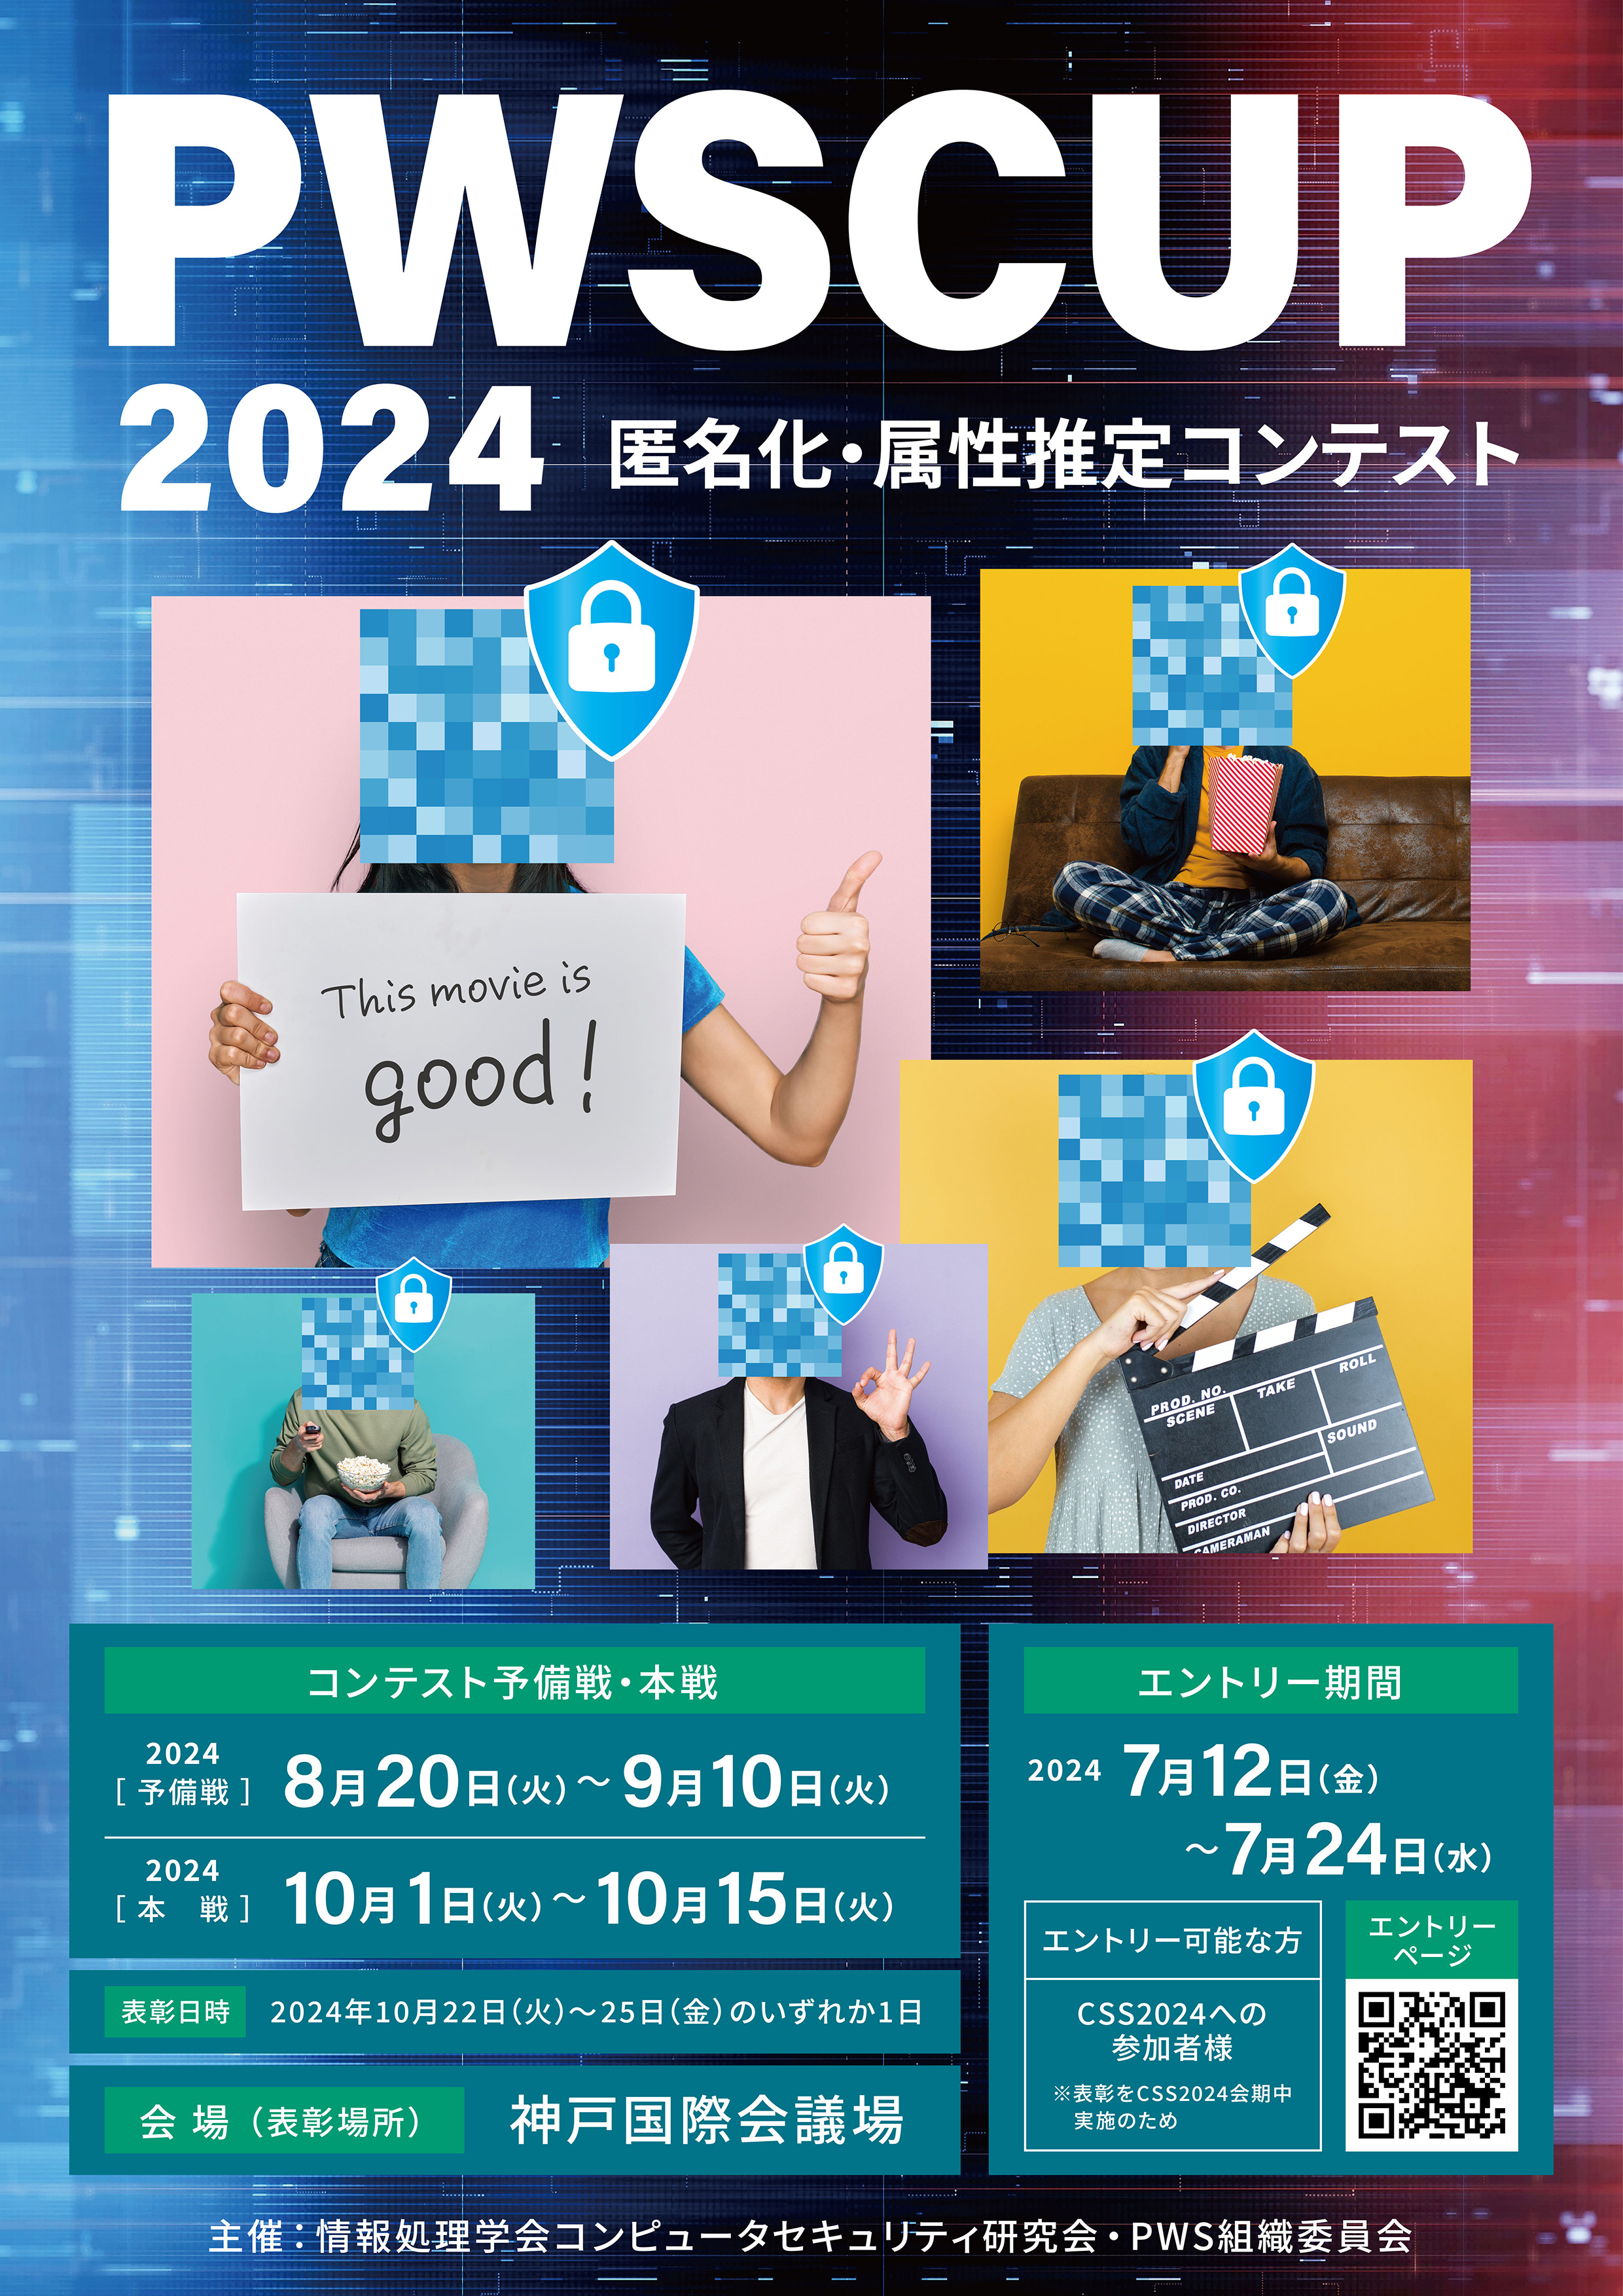 PWSCUP
2024 匿名化・属性推定コンテスト
This movie is
good!
PROD. NO.
SCENE
TAKE
ROLL
SOUND
DATE
PROD. CO.
DIRECTOR
CAMERAMAN
コンテスト予備戦・本戦
2024
[ 予備戦 ]
8月20日(火)～9月10日(火)
2024
[ 本　戦 ]
10月1日(火)～10月15日(火)
表彰日時 2024年10月22日(火)～25日(金)のいずれか1日
会 場（表彰場所） 神戸国際会議場
エントリー期間
2024 7月12日(金)
～7月24日(水)
エントリー可能な方
CSS2024への
参加者様
※表彰をCSS2024会期中
実施のため
エントリー
ページ
主催：情報処理学会コンピュータセキュリティ研究会・PWS組織委員会